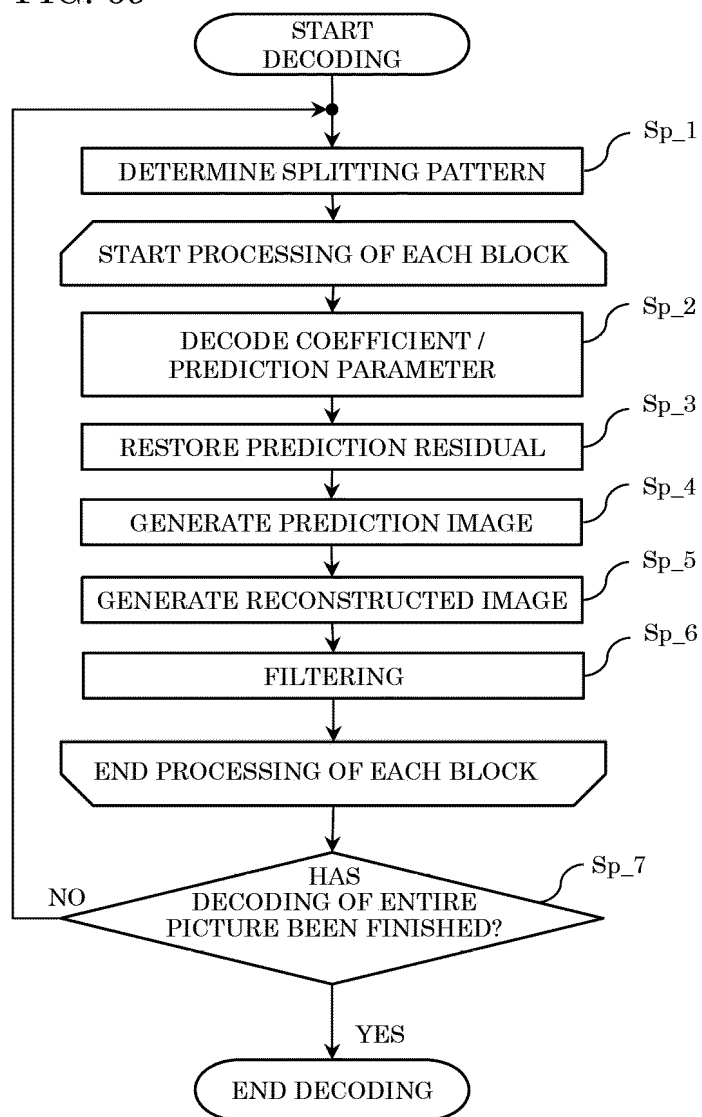 START
DECODING
Sp_1
DETERMINE SPLITTING PATTERN
START PROCESSING OF EACH BLOCK
Sp_2
DECODE COEFFICIENT /
PREDICTION PARAMETER
Sp_3
RESTORE PREDICTION RESIDUAL
Sp_4
GENERATE PREDICTION IMAGE
Sp_5
GENERATE RECONSTRUCTED IMAGE
Sp_6
FILTERING
END PROCESSING OF EACH BLOCK
Sp_7
HAS
DECODING OF ENTIRE
PICTURE BEEN FINISHED?
NO
YES
END DECODING